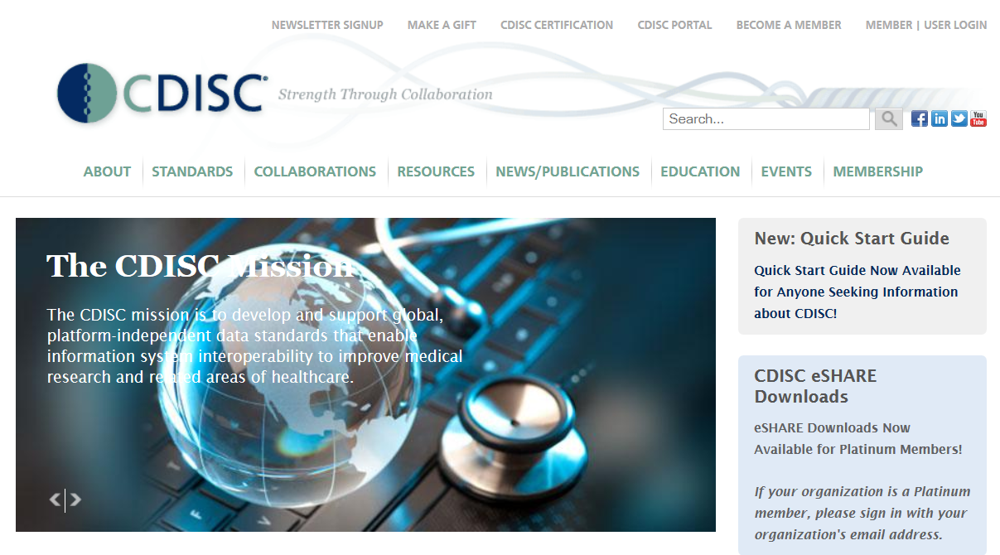 NEWSLETTER SIGNUP MAKE A GIFT CDISC CERTIFICATION CDISC PORTAL BECOME A MEMBER MEMBER | USER LOGIN
CDISC®
Strength Through Collaboration
Search...
f in You Tube
ABOUT STANDARDS COLLABORATIONS RESOURCES NEWS/PUBLICATIONS EDUCATION EVENTS MEMBERSHIP
The CDISC Mission
The CDISC mission is to develop and support global,
platform-independent data standards that enable
information system interoperability to improve medical
research and related areas of healthcare.
F
V
New: Quick Start Guide
Quick Start Guide Now Available
for Anyone Seeking Information
about CDISC!
CDISC eSHARE
Downloads
eSHARE Downloads Now
Available for Platinum Members!
If your organization is a Platinum
member, please sign in with your
organization's email address.